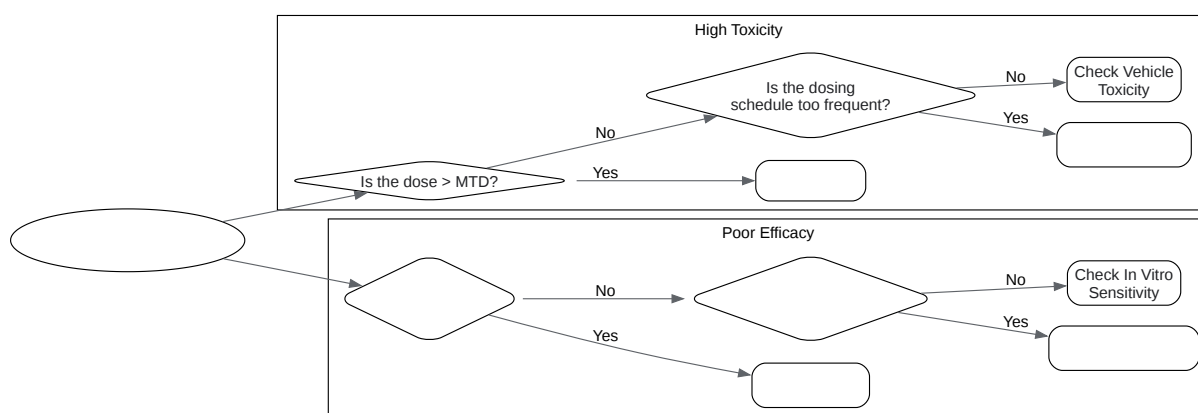 High Toxicity
Is the dosing
schedule too frequent?
No
Check Vehicle
Toxicity
Yes
No
Is the dose > MTD?
Yes
Poor Efficacy
No
No
Check In Vitro
Sensitivity
Yes
Yes